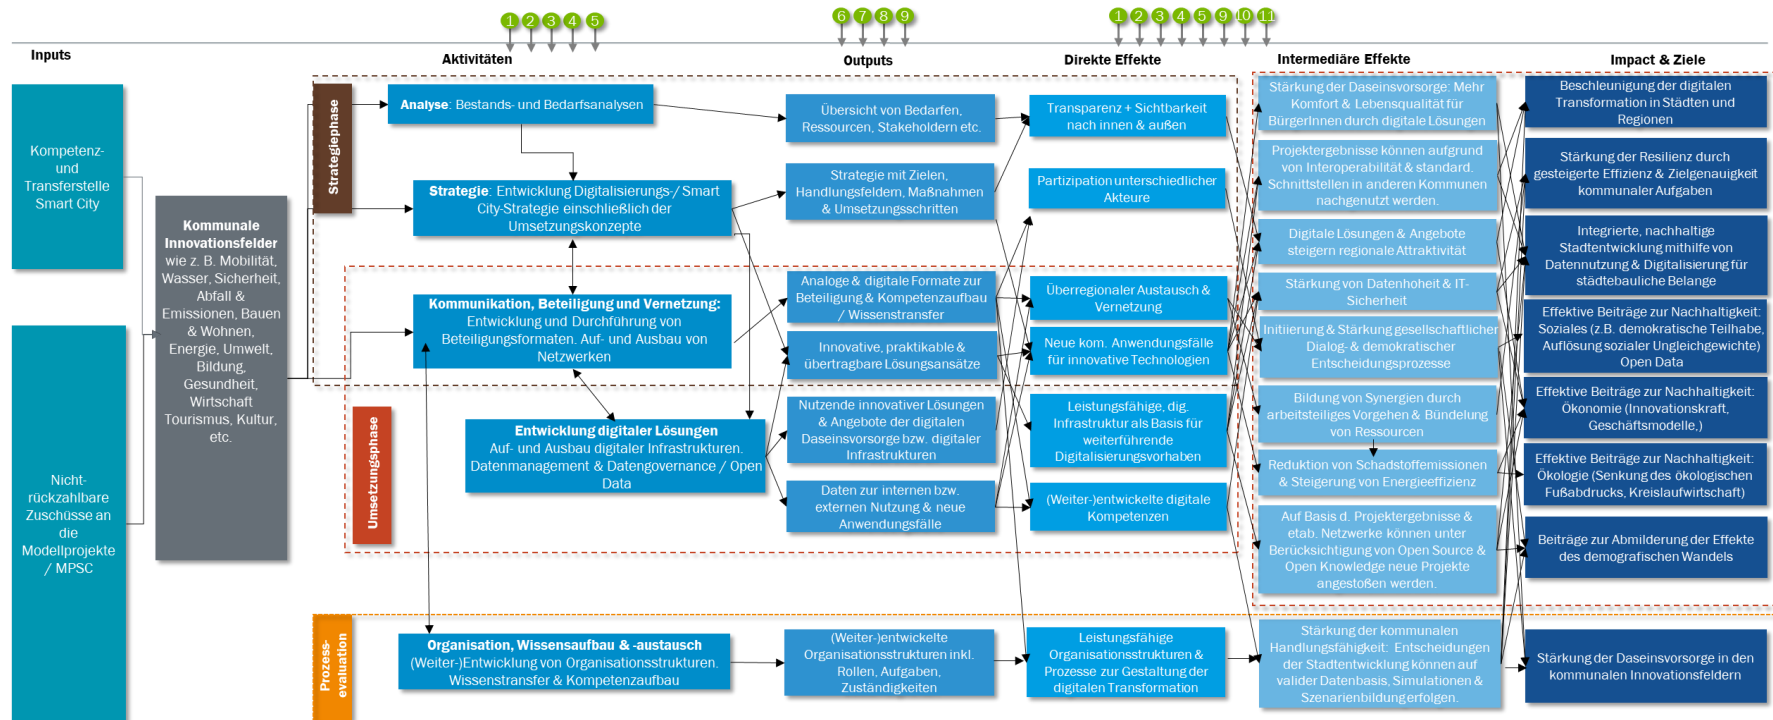 1 2 3 4 5
6 7 8 9
1 2 3 4 5 9 10 11
Inputs
Aktivitäten
Outputs
Direkte Effekte
Intermediäre Effekte
Impact & Ziele
Kompetenz-
und
Transferstelle
Smart City
Nicht-
rückzahlbare
Zuschüsse an
die
Modellprojekte
/ MPSC
Kommunale
Innovationsfelder
wie z. B. Mobilität,
Wasser, Sicherheit,
Abfall &
Emissionen, Bauen
& Wohnen,
Energie, Umwelt,
Bildung,
Gesundheit,
Wirtschaft
Tourismus, Kultur,
etc.
Strategiephase
Umsetzungsphase
Prozess-
evaluation
Analyse: Bestands- und Bedarfsanalysen
Strategie: Entwicklung Digitalisierungs-/ Smart
City-Strategie einschließlich der
Umsetzungskonzepte
Kommunikation, Beteiligung und Vernetzung:
Entwicklung und Durchführung von
Beteiligungsformaten. Auf- und Ausbau von
Netzwerken
Entwicklung digitaler Lösungen
Auf- und Ausbau digitaler Infrastrukturen.
Datenmanagement & Datengovernance / Open
Data
Organisation, Wissensaufbau & -austausch
(Weiter-)Entwicklung von Organisationsstrukturen.
Wissenstransfer & Kompetenzaufbau
Übersicht von Bedarfen,
Ressourcen, Stakeholdern etc.
Strategie mit Zielen,
Handlungsfeldern, Maßnahmen
& Umsetzungsschritten
Analoge & digitale Formate zur
Beteiligung & Kompetenzaufbau
/ Wissenstransfer
Innovative, praktikable &
übertragbare Lösungsansätze
Nutzende innovativer Lösungen
& Angebote der digitalen
Daseinsvorsorge bzw. digitaler
Infrastrukturen
Daten zur internen bzw.
externen Nutzung & neue
Anwendungsfälle
(Weiter-)entwickelte
Organisationsstrukturen inkl.
Rollen, Aufgaben,
Zuständigkeiten
Transparenz + Sichtbarkeit
nach innen & außen
Partizipation unterschiedlicher
Akteure
Überregionaler Austausch &
Vernetzung
Neue kom. Anwendungsfälle
für innovative Technologien
Leistungsfähige, dig.
Infrastruktur als Basis für
weiterführende
Digitalisierungsvorhaben
(Weiter-)entwickelte digitale
Kompetenzen
Leistungsfähige
Organisationsstrukturen &
Prozesse zur Gestaltung der
digitalen Transformation
Stärkung der Daseinsvorsorge: Mehr
Komfort & Lebensqualität für
BürgerInnen durch digitale Lösungen
Projektergebnisse können aufgrund
von Interoperabilität & standard.
Schnittstellen in anderen Kommunen
nachgenutzt werden.
Digitale Lösungen & Angebote
steigern regionale Attraktivität
Stärkung von Datenhoheit & IT-
Sicherheit
Initiierung & Stärkung gesellschaftlicher
Dialog- & demokratischer
Entscheidungsprozesse
Bildung von Synergien durch
arbeitsteiliges Vorgehen & Bündelung
von Ressourcen
Reduktion von Schadstoffemissionen
& Steigerung von Energieeffizienz
Auf Basis d. Projektergebnisse &
etab. Netzwerke können unter
Berücksichtigung von Open Source &
Open Knowledge neue Projekte
angestoßen werden.
Stärkung der kommunalen
Handlungsfähigkeit: Entscheidungen
der Stadtentwicklung können auf
valider Datenbasis, Simulationen &
Szenarienbildung erfolgen.
Beschleunigung der digitalen
Transformation in Städten und
Regionen
Stärkung der Resilienz durch
gesteigerte Effizienz & Zielgenauigkeit
kommunaler Aufgaben
Integrierte, nachhaltige
Stadtentwicklung mithilfe von
Datennutzung & Digitalisierung für
städtebauliche Belange
Effektive Beiträge zur Nachhaltigkeit:
Soziales (z.B. demokratische Teilhabe,
Auflösung sozialer Ungleichgewichte)
Open Data
Effektive Beiträge zur Nachhaltigkeit:
Ökonomie (Innovationskraft,
Geschäftsmodelle,)
Effektive Beiträge zur Nachhaltigkeit:
Ökologie (Senkung des ökologischen
Fußabdrucks, Kreislaufwirtschaft)
Beiträge zur Abmilderung der Effekte
des demografischen Wandels
Stärkung der Daseinsvorsorge in den
kommunalen Innovationsfeldern